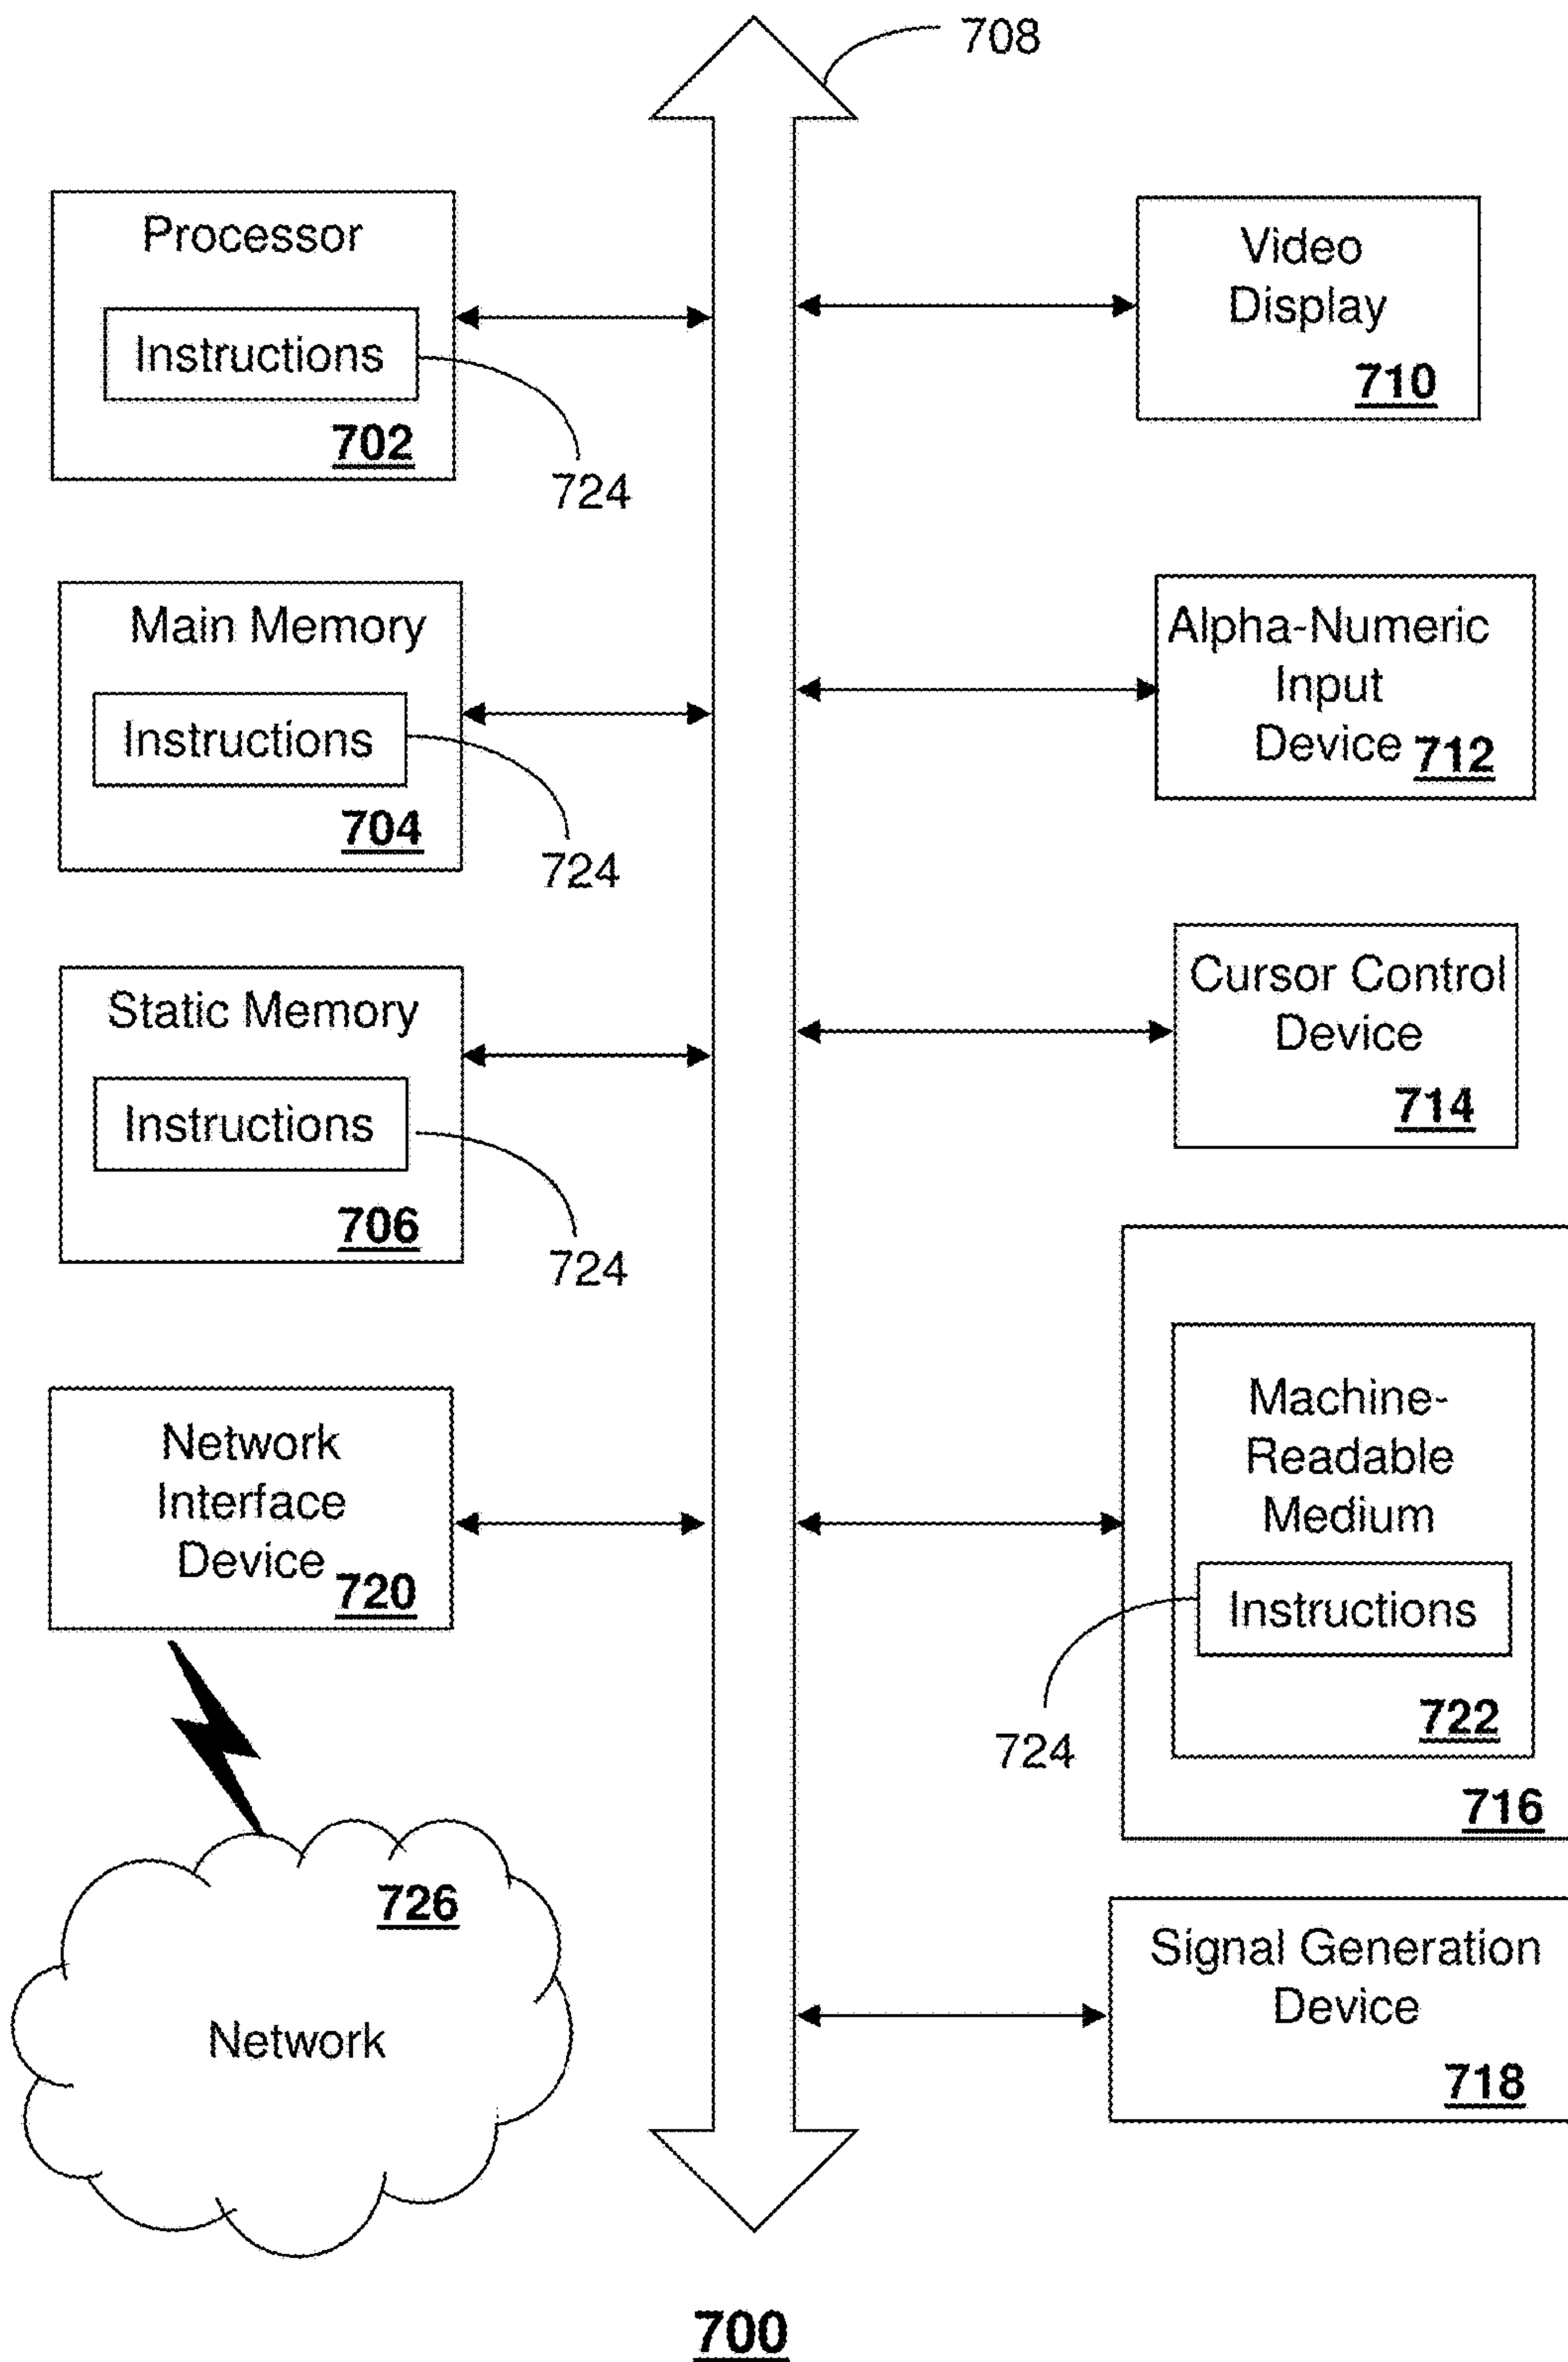 708
Processor
Instructions
702
724
Video
Display
710
Main Memory
Instructions
704
724
Alpha-Numeric
Input
Device 712
Static Memory
Instructions
706
724
Cursor Control
Device
714
Network
Interface
Device 720
Machine-
Readable
Medium
Instructions
722
724
716
726
Network
Signal Generation
Device
718
700